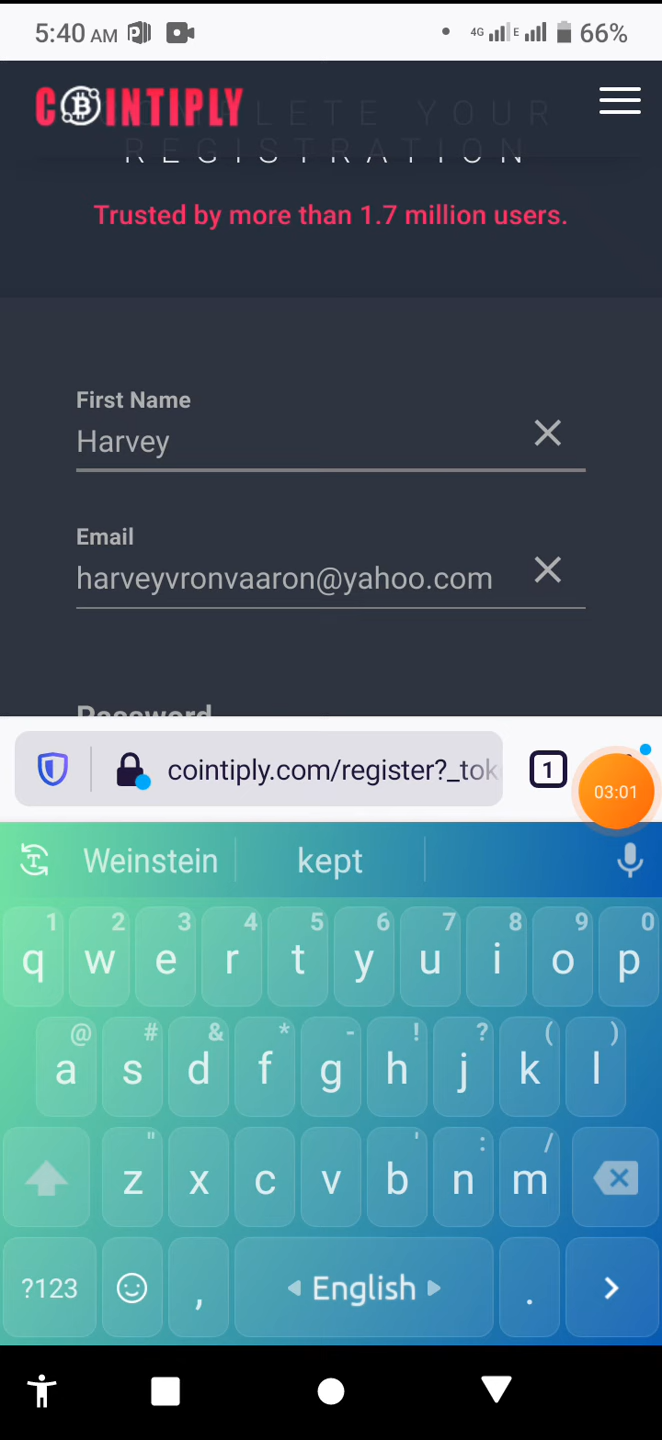 5:40 AM 4G E 66%
COINTIPLY
COMPLETE YOUR
REGISTRATION
Trusted by more than 1.7 million users.
First Name
Harvey
Email
harveyvronvaaron@yahoo.com
Password
cointiply.com/register?_tok
1
03:01
Weinstein kept
1 2 3 4 5 6 7 8 9 0
q w e r t y u i o p
@ # & * - ! ? ( )
a s d f g h j k l
" ' : /
z x c v b n m
?123 , English .